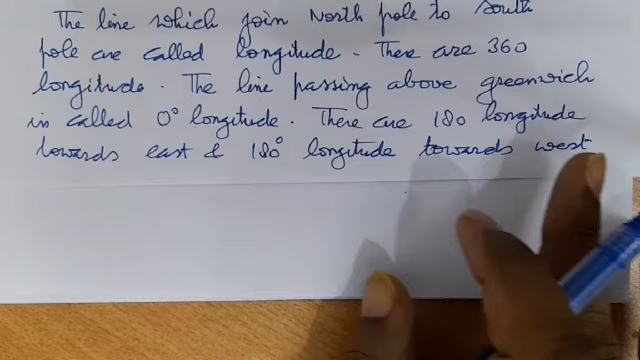 The line which join North pole to South
pole are called longitude. There are 360
longitude. The line passing above greenwich
is called 0° longitude. There are 180 longitude
towards east & 180° longitude towards west